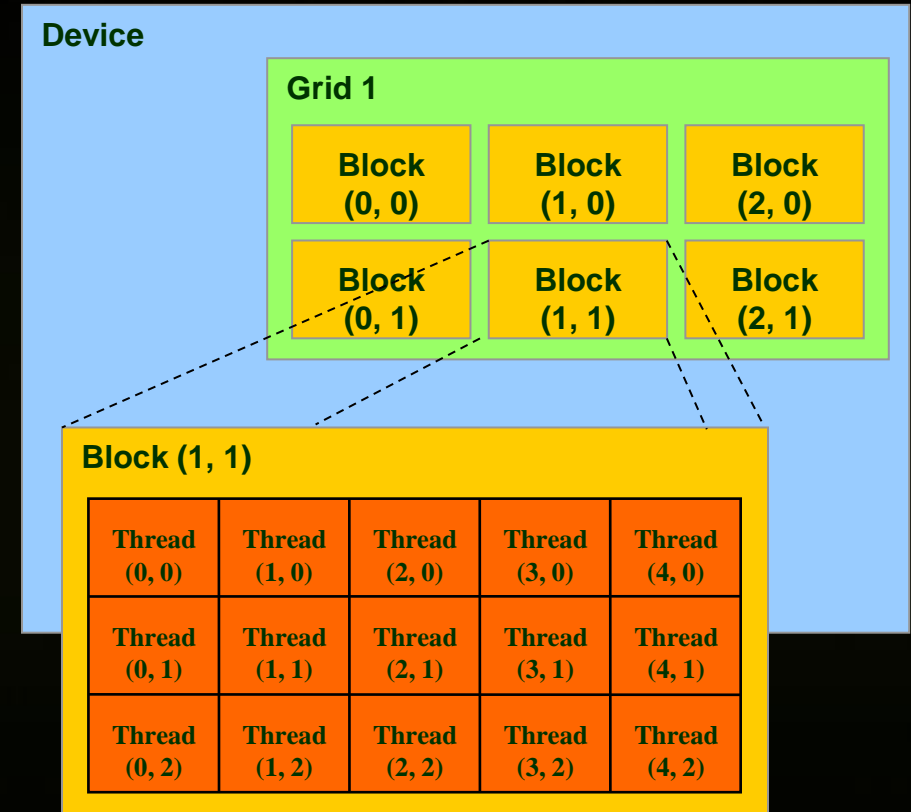 Device
Grid 1
Block Block Block
(0, 0) (1, 0) (2, 0)
Block Block Block
(0, 1) (1, 1) (2, 1)
Block (1, 1)
Thread Thread Thread Thread Thread
(0, 0) (1, 0) (2, 0) (3, 0) (4, 0)
Thread Thread Thread Thread Thread
(0, 1) (1, 1) (2, 1) (3, 1) (4, 1)
Thread Thread Thread Thread Thread
(0, 2) (1, 2) (2, 2) (3, 2) (4, 2)